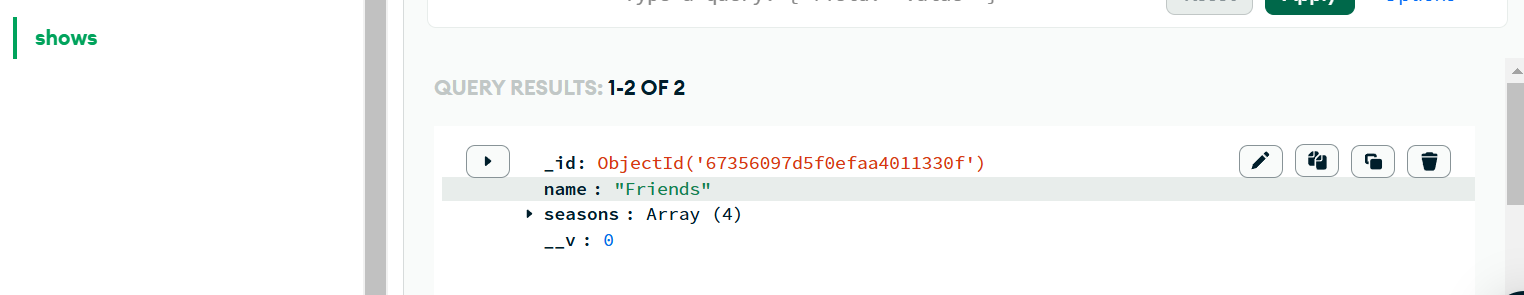 shows
QUERY RESULTS: 1-2 OF 2
_id: ObjectId('67356097d5f0efaa4011330f')
name : "Friends"
seasons : Array (4)
__v : 0